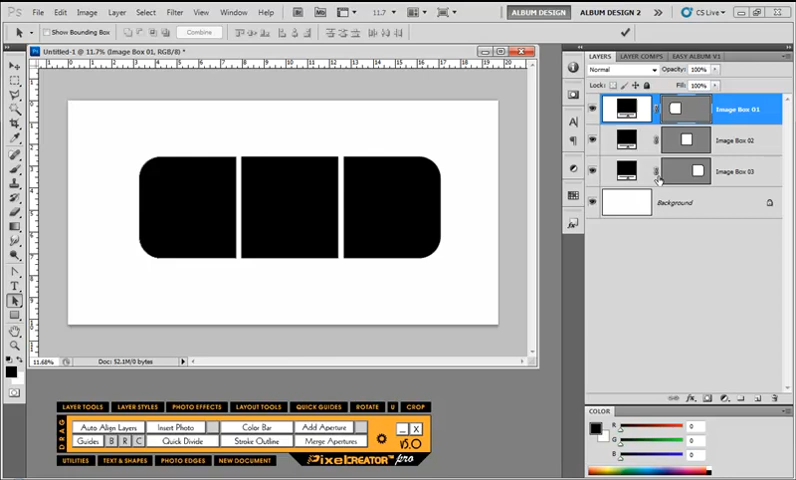 PS File Edit Image Layer Select Filter Analysis 3D View Window Help 11.7 ALBUM DESIGN ALBUM DESIGN 2 >> CS Live
Show Bounding Box Combine
Untitled-1 @ 11.7% (Image Box 01, RGB/8) *
LAYERS LAYER COMPS EASY ALBUM V1
Normal Opacity: 100%
Lock: Fill: 100%
Image Box 01
Image Box 02
Image Box 03
Background
11.68% Doc: 52.1M/0 bytes
COLOR
R 0
G 0
B 0
LAYER TOOLS LAYER STYLES PHOTO EFFECTS LAYOUT TOOLS QUICK GUIDES ROTATE U CROP
DRAG
Auto Align Layers Insert Photo Color Bar Add Aperture _ X
Guides B R C Quick Divide Stroke Outline Merge Apertures v5.0
UTILITIES TEXT & SHAPES PHOTO EDGES NEW DOCUMENT PixelCREATOR pro